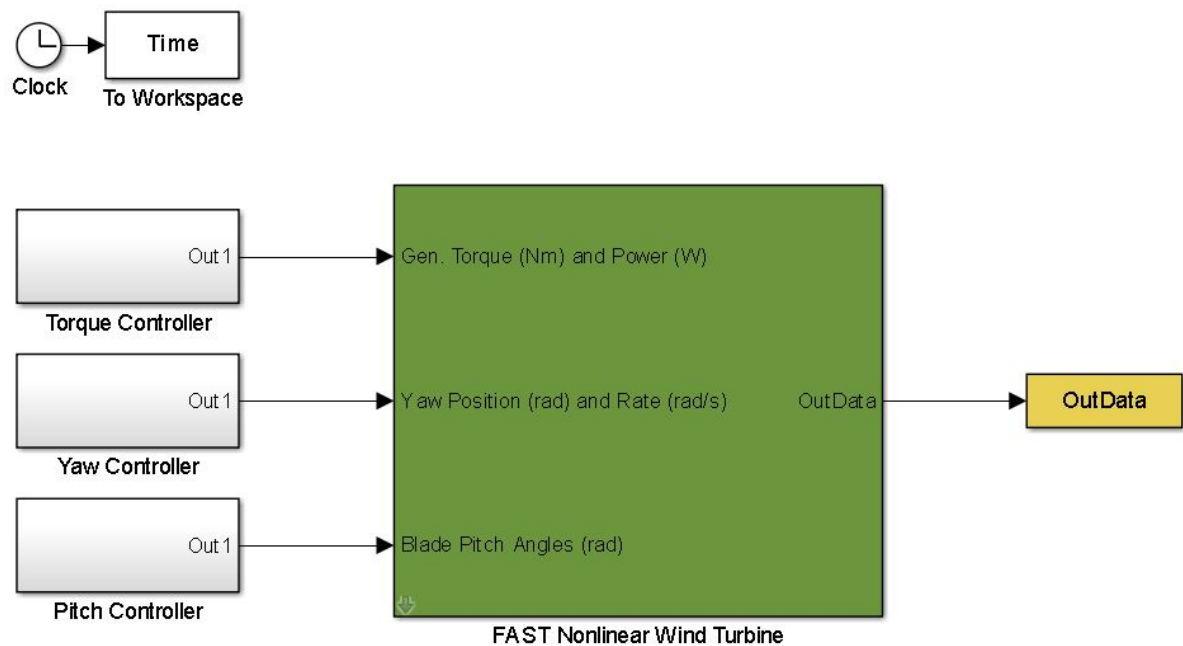 Time
Clock
To Workspace
Out1
Gen. Torque (Nm) and Power (W)
Torque Controller
Out1
Yaw Position (rad) and Rate (rad/s)
OutData
OutData
Yaw Controller
Out1
Blade Pitch Angles (rad)
Pitch Controller
FAST Nonlinear Wind Turbine